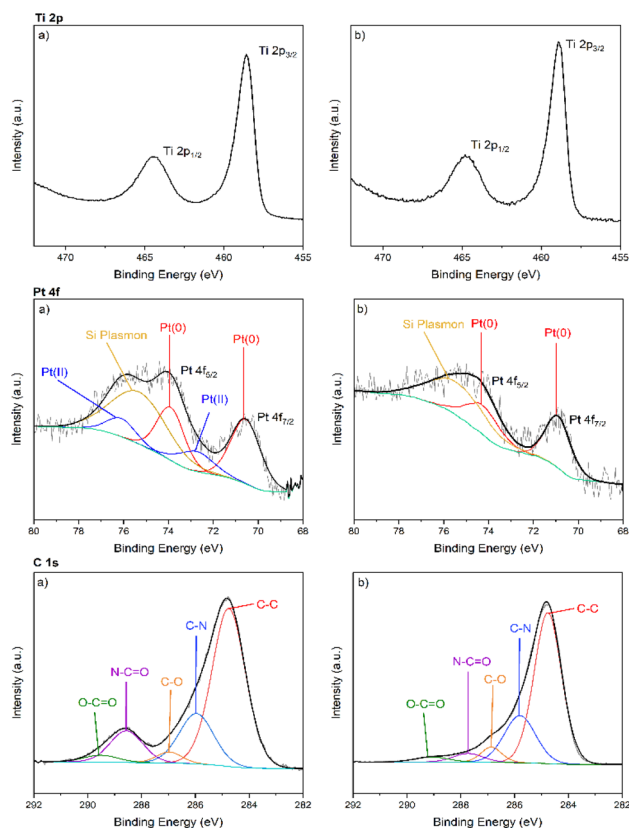 Ti 2p
a)
Ti 2p3/2
Ti 2p1/2
Intensity (a.u.)
470 465 460 455
Binding Energy (eV)
b)
Ti 2p3/2
Ti 2p1/2
Intensity (a.u.)
470 465 460 455
Binding Energy (eV)
Pt 4f
a)
Pt(0)
Pt(0)
Si Plasmon
Pt(II)
Pt 4f5/2
Pt(II)
Pt 4f7/2
Intensity (a.u.)
80 78 76 74 72 70 68
Binding Energy (eV)
b)
Si Plasmon
Pt(0)
Pt(0)
Pt 4f5/2
Pt 4f7/2
Intensity (a.u.)
80 78 76 74 72 70 68
Binding Energy (eV)
C 1s
a)
C-C
C-N
N-C=O
C-O
O-C=O
Intensity (a.u.)
292 290 288 286 284 282
Binding Energy (eV)
b)
C-C
C-N
N-C=O
C-O
O-C=O
Intensity (a.u.)
292 290 288 286 284 282
Binding Energy (eV)